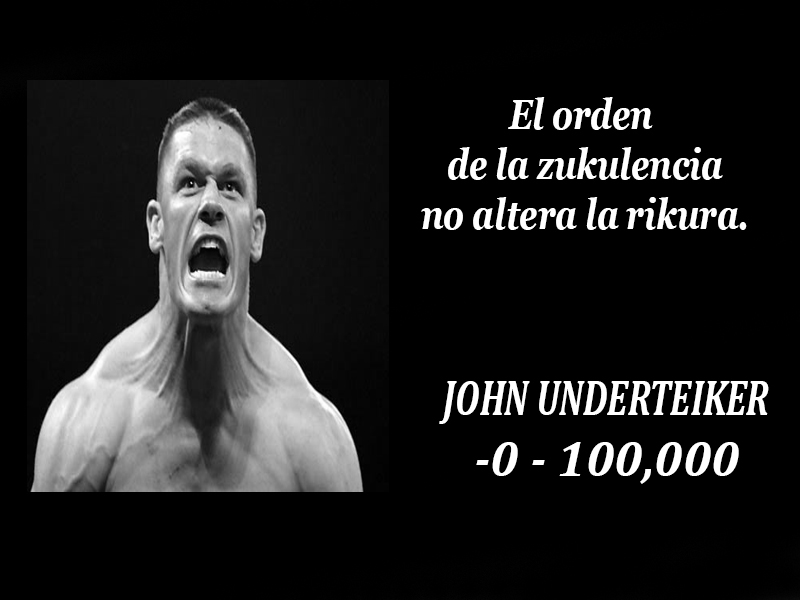 El orden
de la zukulencia
no altera la rikura.
JOHN UNDERTEIKER
-0 - 100,000